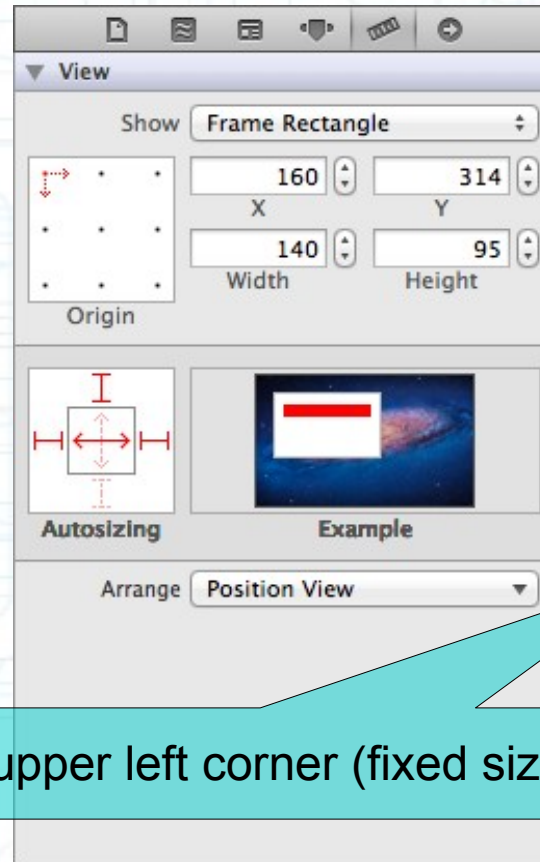 View
Show Frame Rectangle
160 314
X Y
140 95
Width Height
Origin
Autosizing Example
Arrange Position View
upper left corner (fixed